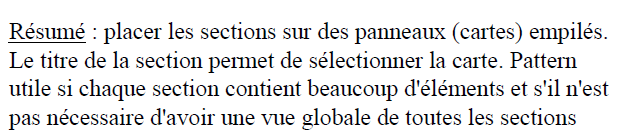 Résumé : placer les sections sur des panneaux (cartes) empilés.
Le titre de la section permet de sélectionner la carte. Pattern
utile si chaque section contient beaucoup d'éléments et s'il n'est
pas nécessaire d'avoir une vue globale de toutes les sections